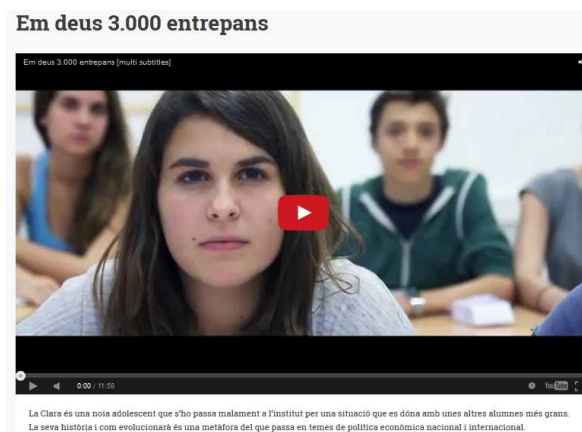 Em deus 3.000 entrepans
Em deus 3.000 entrepans [multi subtitles]
0:00 / 11:58
YouTube
La Clara és una noia adolescent que s'ho passa malament a l'institut per una situació que es dóna amb unes altres alumnes més grans.
La seva història i com evolucionarà és una metáfora del que passa en temes de política econòmica nacional i internacional.